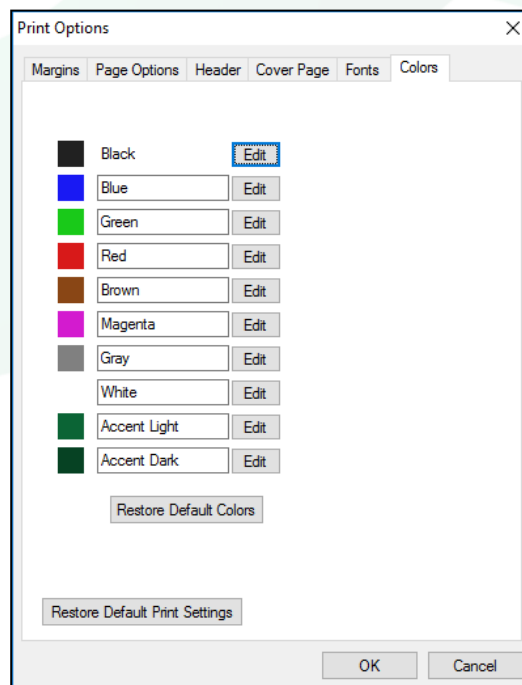 Print Options
Margins Page Options Header Cover Page Fonts Colors
Black Edit
Blue Edit
Green Edit
Red Edit
Brown Edit
Magenta Edit
Gray Edit
White Edit
Accent Light Edit
Accent Dark Edit
Restore Default Colors
Restore Default Print Settings
OK Cancel